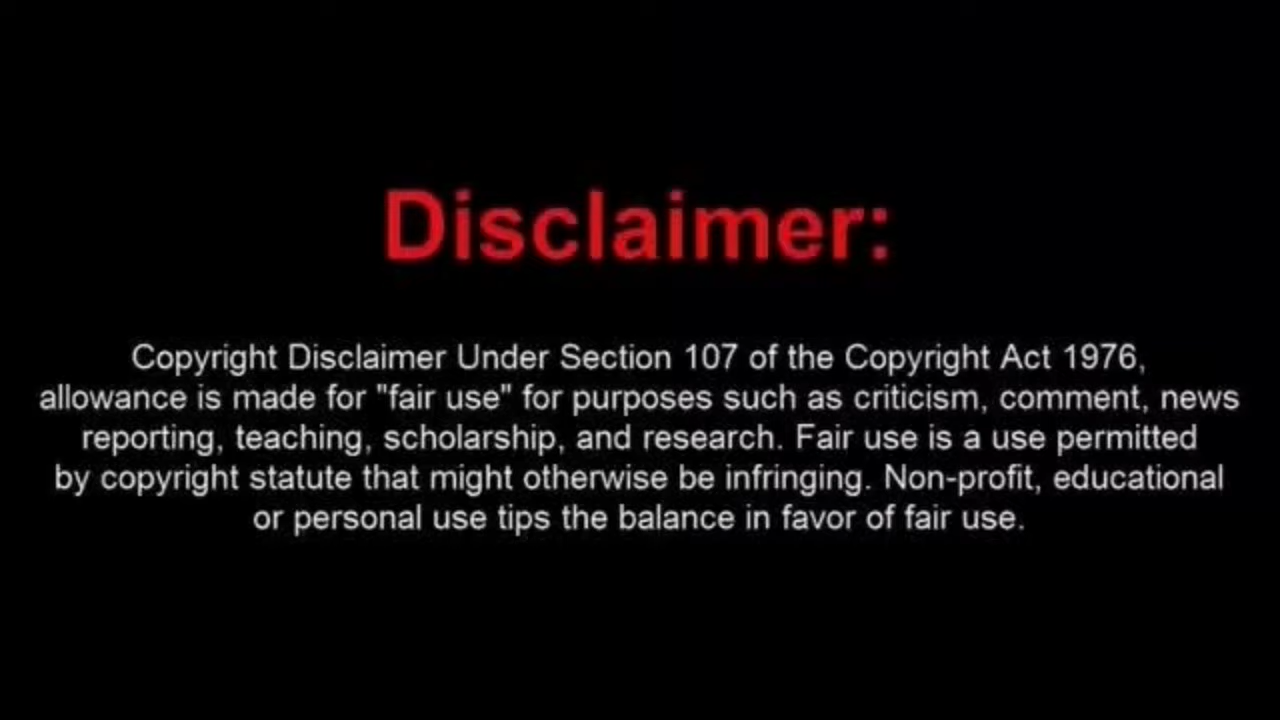 Disclaimer:
Copyright Disclaimer Under Section 107 of the Copyright Act 1976,
allowance is made for "fair use" for purposes such as criticism, comment, news
reporting, teaching, scholarship, and research. Fair use is a use permitted
by copyright statute that might otherwise be infringing. Non-profit, educational
or personal use tips the balance in favor of fair use.